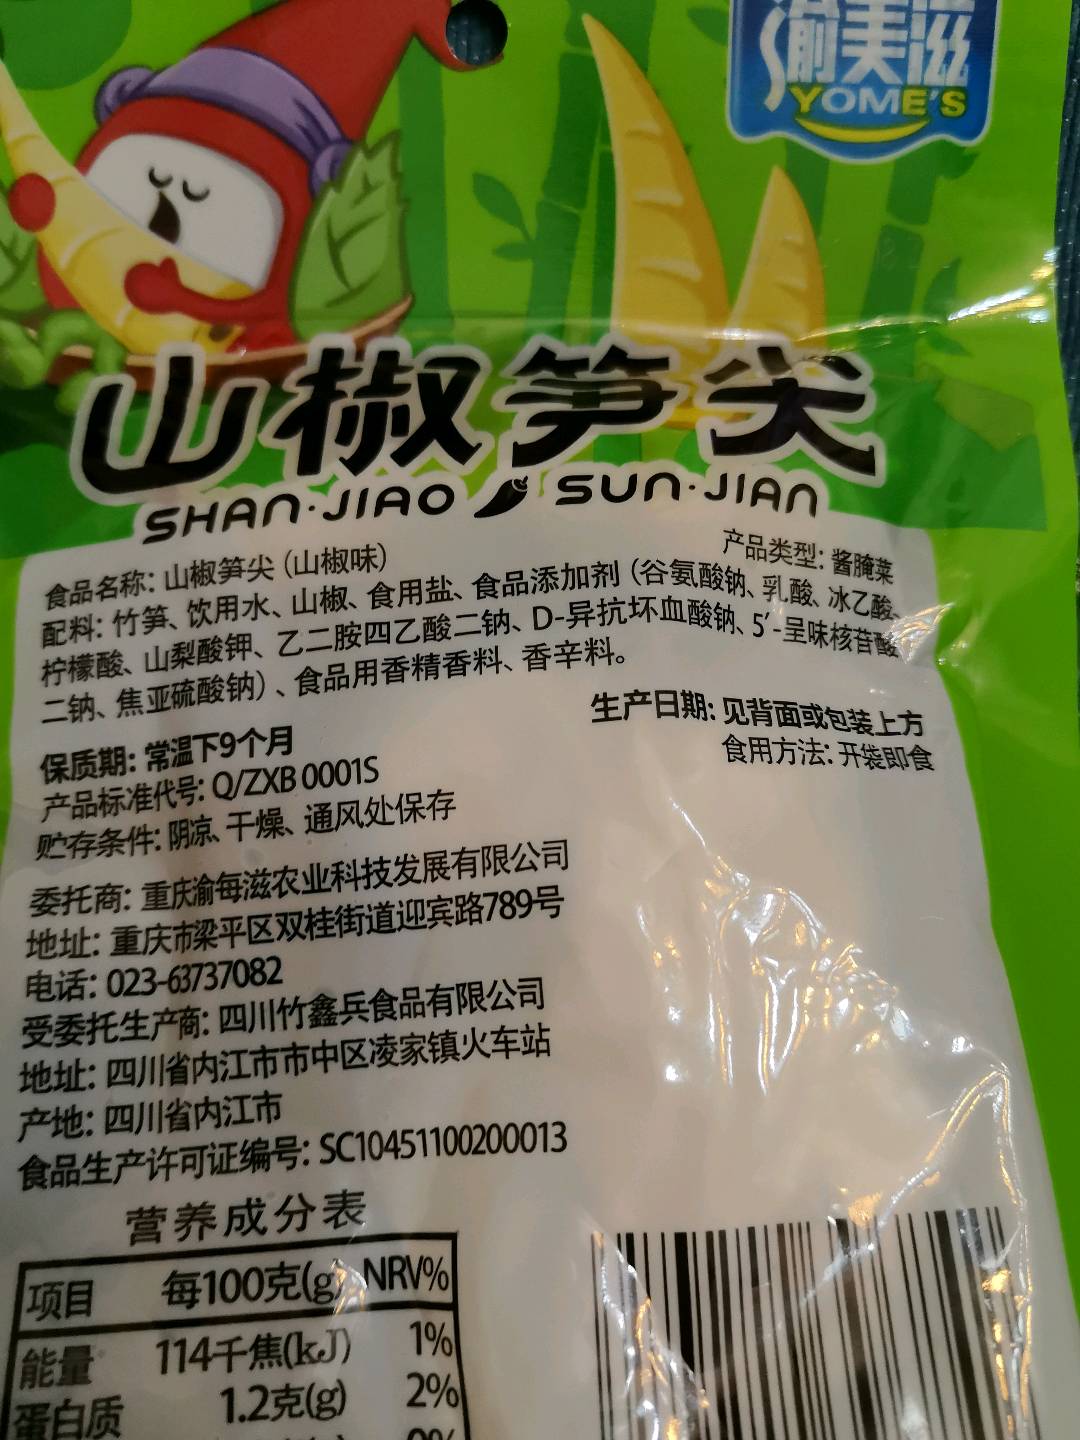 渝美滋
YOME'S
山椒笋尖
SHAN·JIAO SUN·JIAN
食品名称: 山椒笋尖 (山椒味)
产品类型: 酱腌菜
配料: 竹笋、饮用水、山椒、食用盐、食品添加剂 (谷氨酸钠、乳酸、冰乙酸、
柠檬酸、山梨酸钾、乙二胺四乙酸二钠、D-异抗坏血酸钠、5′-呈味核苷酸
二钠、焦亚硫酸钠) 、食品用香精香料、香辛料。
生产日期: 见背面或包装上方
保质期: 常温下9个月
食用方法: 开袋即食
产品标准代号: Q/ZXB 0001S
贮存条件: 阴凉、干燥、通风处保存
委托商: 重庆渝每滋农业科技发展有限公司
地址: 重庆市梁平区双桂街道迎宾路789号
电话: 023-63737082
受委托生产商: 四川竹鑫兵食品有限公司
地址: 四川省内江市市中区凌家镇火车站
产地: 四川省内江市
食品生产许可证编号: SC10451100200013
营养成分表
项目 每100克(g) NRV%
能量 114千焦(kJ) 1%
蛋白质 1.2克(g) 2%